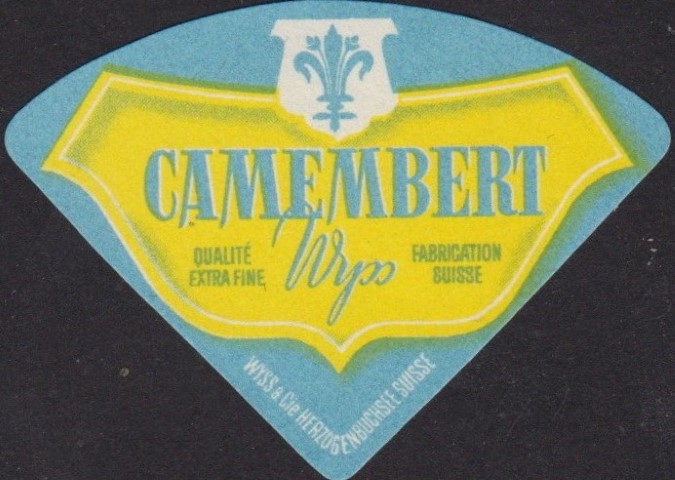 CAMEMBERT
Wyss
QUALITÉ
EXTRA FINE
FABRICATION
SUISSE
WYSS & Cie HERZOGENBUCHSEE SUISSE